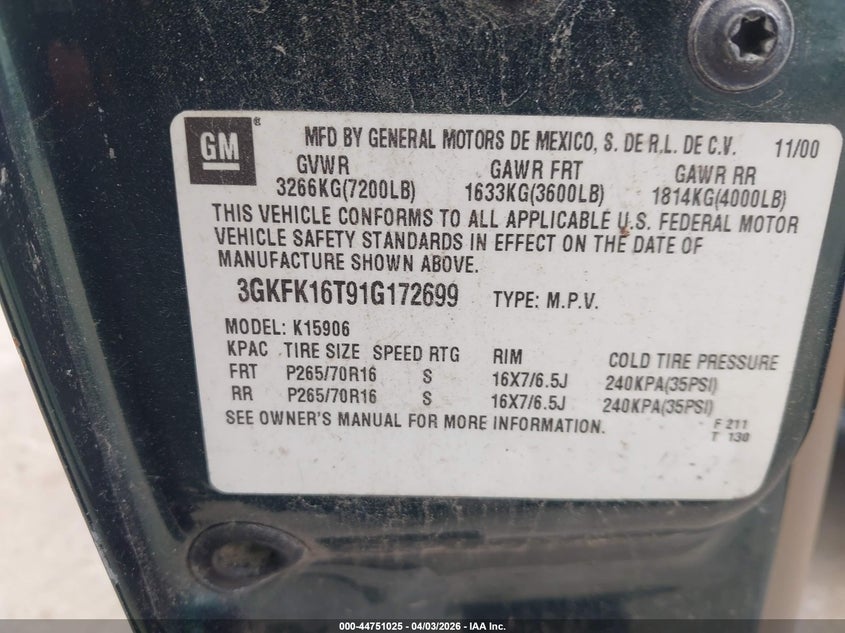 GM®
MFD BY GENERAL MOTORS DE MEXICO, S. DE R.L. DE C.V. 11/00
GVWR GAWR FRT GAWR RR
3266KG(7200LB) 1633KG(3600LB) 1814KG(4000LB)
THIS VEHICLE CONFORMS TO ALL APPLICABLE U.S. FEDERAL MOTOR
VEHICLE SAFETY STANDARDS IN EFFECT ON THE DATE OF
MANUFACTURE SHOWN ABOVE.
3GKFK16T91G172699 TYPE: M.P.V.
MODEL: K15906
KPAC TIRE SIZE SPEED RTG RIM COLD TIRE PRESSURE
FRT P265/70R16 S 16X7/6.5J 240KPA(35PSI)
RR P265/70R16 S 16X7/6.5J 240KPA(35PSI)
SEE OWNER'S MANUAL FOR MORE INFORMATION.
F 211
T 130
000-44751025 04/03/2026 - IAA Inc.